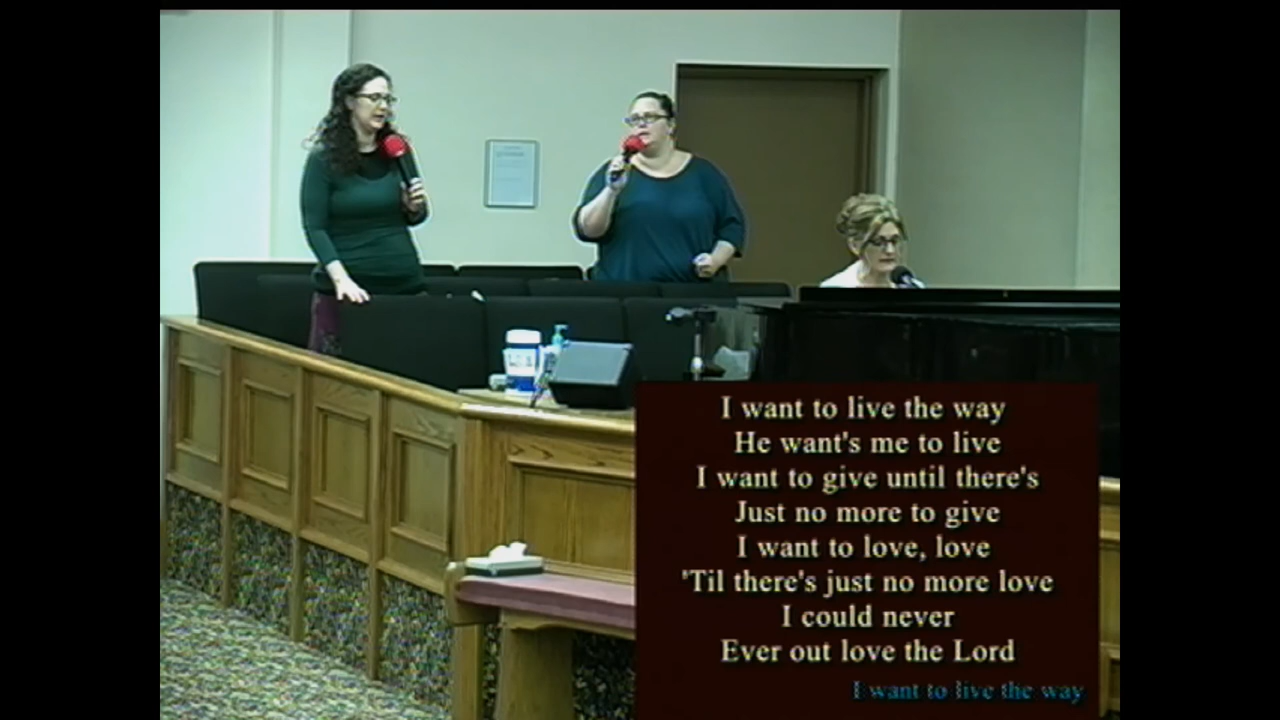 I want to live the way
He want's me to live
I want to give until there's
Just no more to give
I want to love, love
'Til there's just no more love
I could never
Ever out love the Lord
I want to live the way